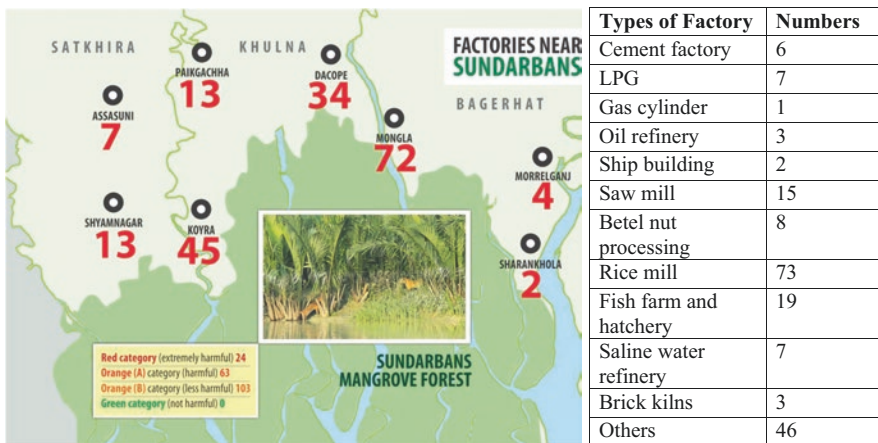 SATKHIRA
KHULNA
FACTORIES NEAR
SUNDARBANS
PAIKGACHHA
13
DACOPE
34
BAGERHAT
ASSASUNI
7
MONGLA
72
MORRELGANJ
4
SHYAMNAGAR
13
KOYRA
45
SHARANKHOLA
2
Red category (extremely harmful) 24
Orange (A) category (harmful) 63
Orange (B) category (less harmful) 103
Green category (not harmful) 0
SUNDARBANS
MANGROVE FOREST
Types of Factory Numbers
Cement factory 6
LPG 7
Gas cylinder 1
Oil refinery 3
Ship building 2
Saw mill 15
Betel nut 8
processing
Rice mill 73
Fish farm and 19
hatchery
Saline water 7
refinery
Brick kilns 3
Others 46